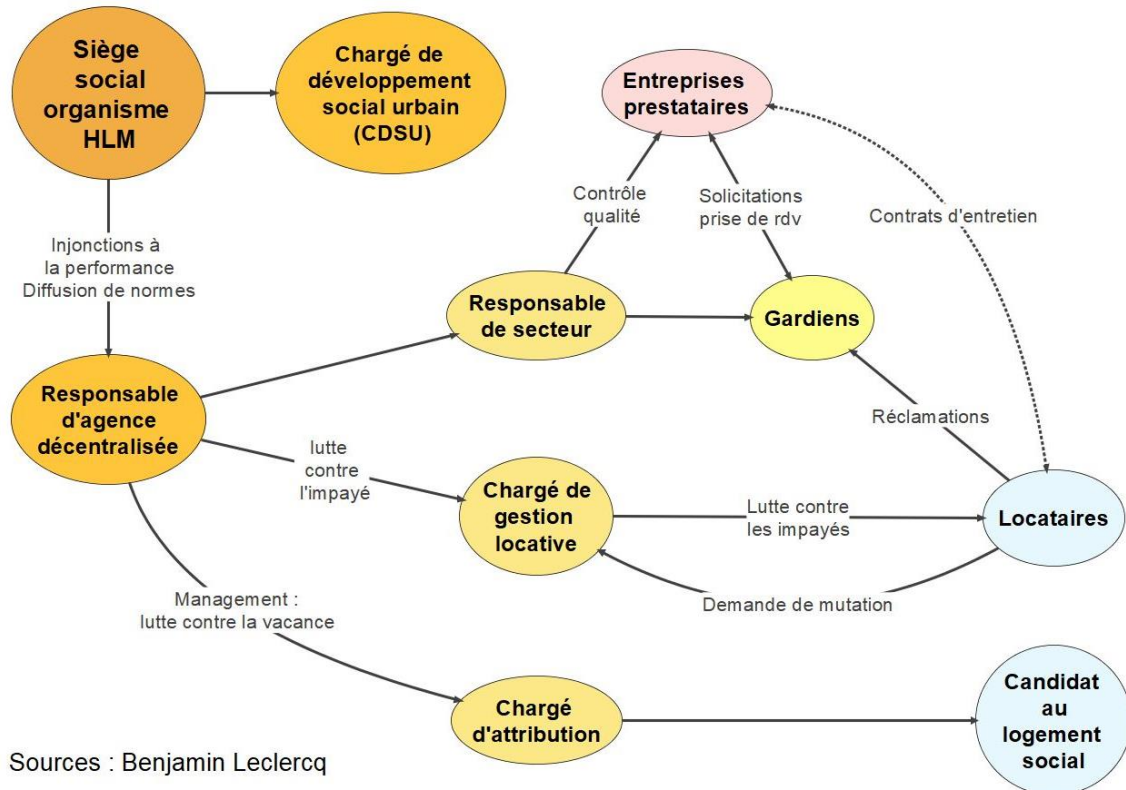 Siège
social
organisme
HLM
Chargé de
développement
social urbain
(CDSU)
Entreprises
prestataires
Contrôle
qualité
Solicitations
prise de rdv
Contrats d'entretien
Injonctions à
la performance
Diffusion de normes
Responsable
de secteur
Gardiens
Responsable
d'agence
décentralisée
Réclamations
lutte
contre
l'impayé
Chargé de
gestion
locative
Lutte contre
les impayés
Locataires
Demande de mutation
Management :
lutte contre la vacance
Chargé
d'attribution
Candidat
au
logement
social
Sources : Benjamin Leclercq